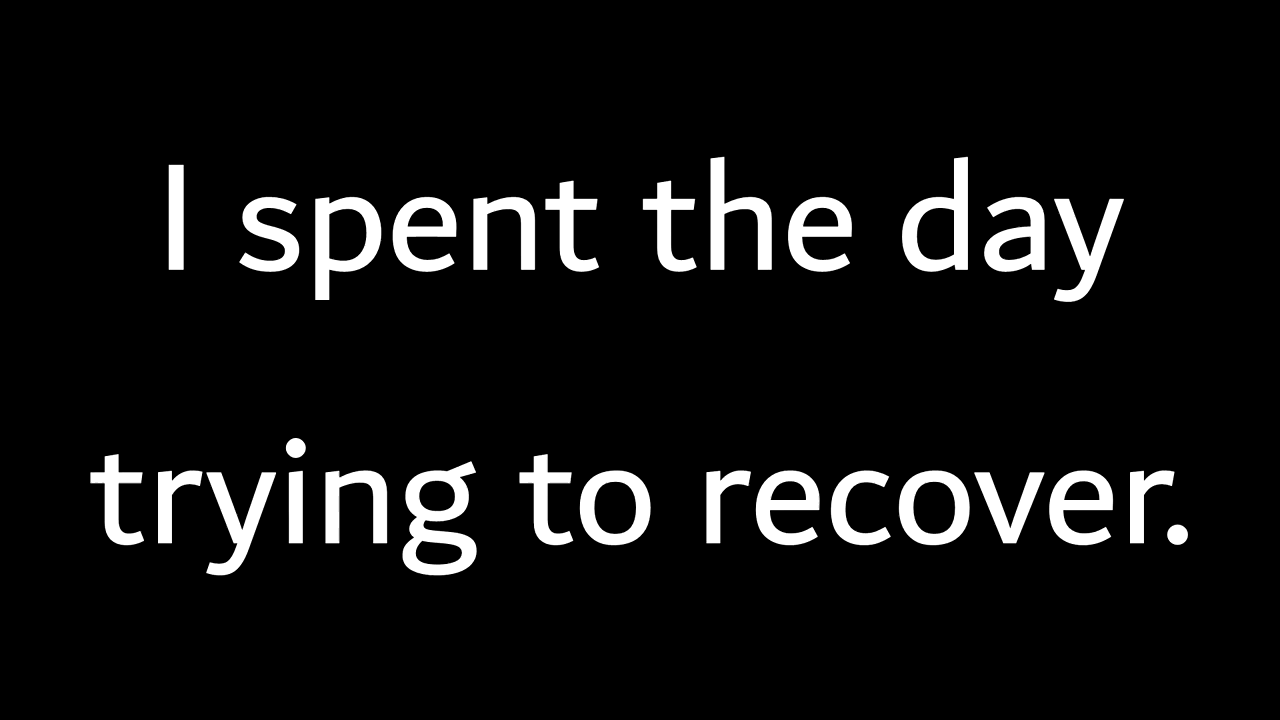 I spent the day
trying to recover.